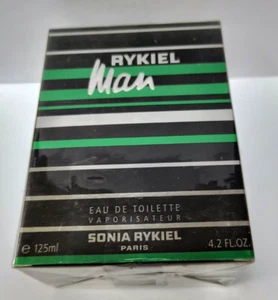 RYKIEL
Man
EAU DE TOILETTE
VAPORISATEUR
SONIA RYKIEL
PARIS
e 125ml
4.2 FL.OZ.